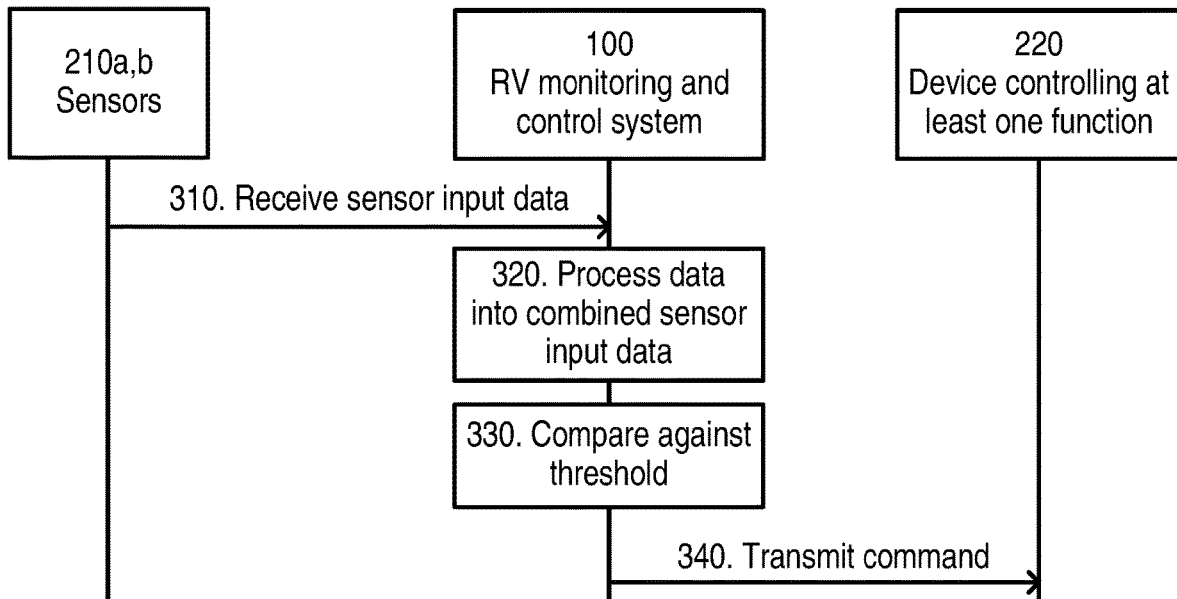 210a,b
Sensors
100
RV monitoring and
control system
220
Device controlling at
least one function
310. Receive sensor input data
320. Process data
into combined sensor
input data
330. Compare against
threshold
340. Transmit command